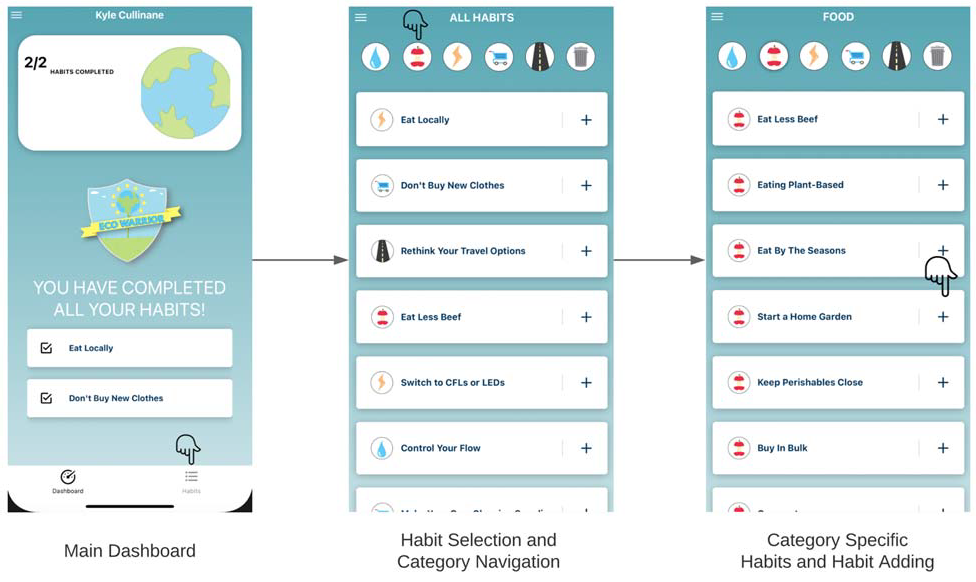 Kyle Cullinane
2/2 HABITS COMPLETED
ECO WARRIOR
YOU HAVE COMPLETED
ALL YOUR HABITS!
Eat Locally
Don't Buy New Clothes
Dashboard
Habits
Main Dashboard
ALL HABITS
Eat Locally
Don't Buy New Clothes
Rethink Your Travel Options
Eat Less Beef
Switch to CFLs or LEDs
Control Your Flow
Habit Selection and
Category Navigation
FOOD
Eat Less Beef
Eating Plant-Based
Eat By The Seasons
Start a Home Garden
Keep Perishables Close
Buy In Bulk
Category Specific
Habits and Habit Adding